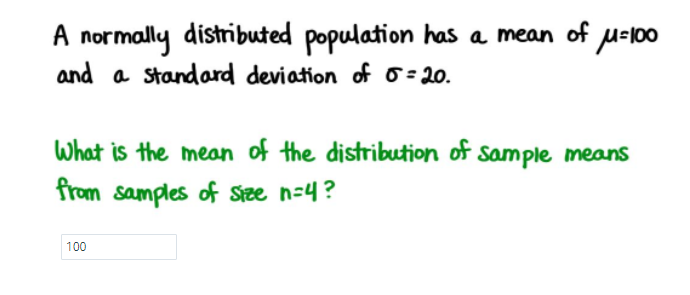 A normally distributed population has a mean of μ=100
and a standard deviation of σ=20.
What is the mean of the distribution of sample means
from samples of size n=4?
100